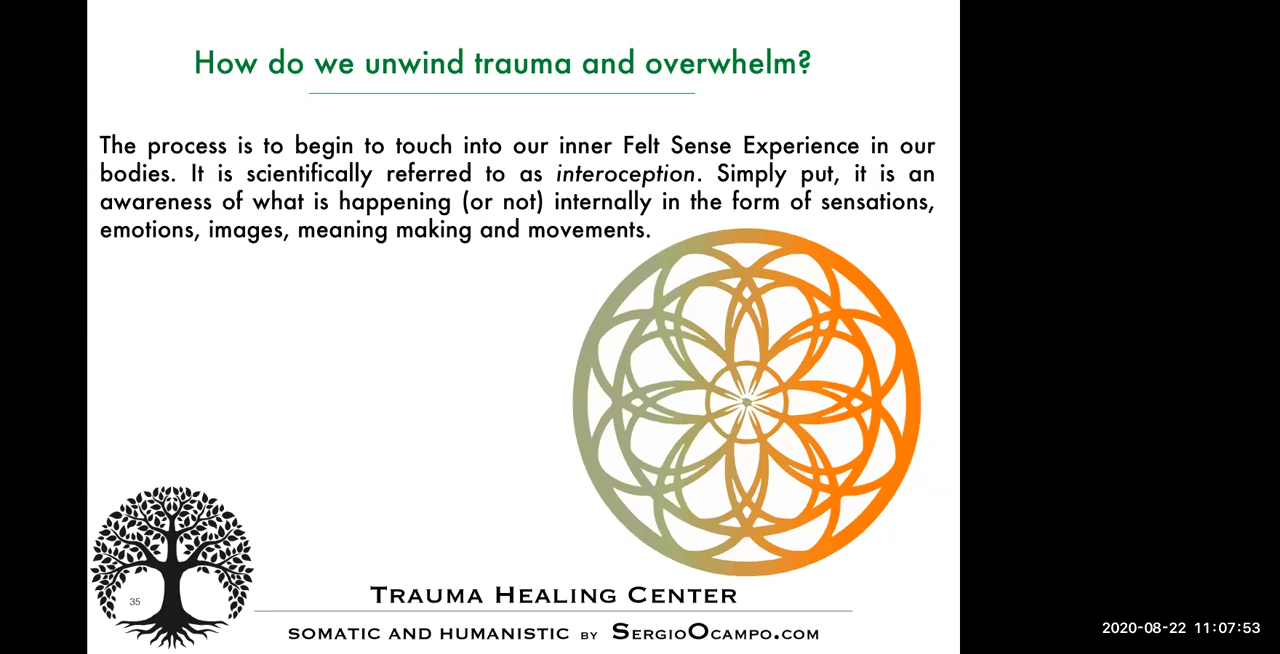 How do we unwind trauma and overwhelm?
The process is to begin to touch into our inner Felt Sense Experience in our
bodies. It is scientifically referred to as interoception. Simply put, it is an
awareness of what is happening (or not) internally in the form of sensations,
emotions, images, meaning making and movements.
35
Trauma Healing Center
SOMATIC AND HUMANISTIC BY SERGIOOCAMPO.COM
2020-08-22 11:07:53